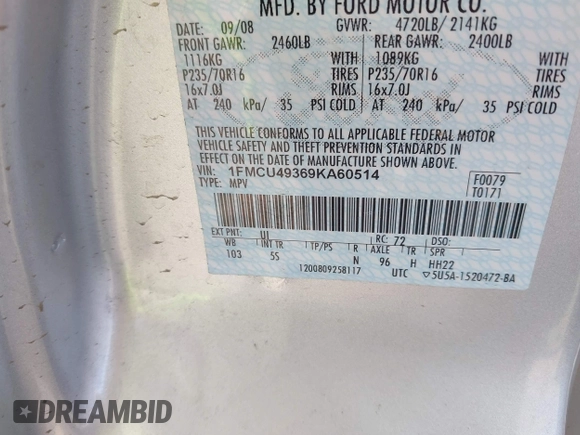 MFD. BY FORD MOTOR CO.
DATE: 09/08 GVWR: 4720LB/ 2141KG
FRONT GAWR: 2460LB REAR GAWR: 2400LB
1116KG WITH 1089KG WITH
P235/70R16 TIRES P235/70R16 TIRES
16x7.0J RIMS 16x7.0J RIMS
AT 240 kPa/ 35 PSI COLD AT 240 kPa/ 35 PSI COLD
THIS VEHICLE CONFORMS TO ALL APPLICABLE FEDERAL MOTOR
VEHICLE SAFETY AND THEFT PREVENTION STANDARDS IN
EFFECT ON THE DATE OF MANUFACTURE SHOWN ABOVE.
VIN: 1FMCU49369KA60514 F0079
TYPE: MPV T0171
EXT PNT: UI RC: 72 DSO:
WB INT TR TP/PS R AXLE TR SPR
103 5S N 96 H HH22
1200809258117 UTC ▽5U5A-1520472-BA
DREAMBID